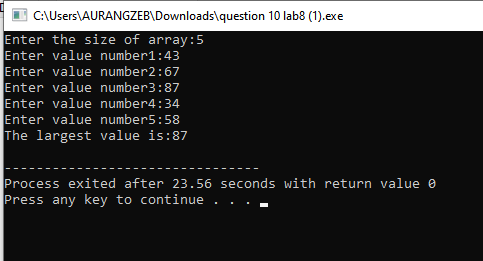 C:\Users\AURANGZEB\Downloads\question 10 lab8 (1).exe
Enter the size of array:5
Enter value number1:43
Enter value number2:67
Enter value number3:87
Enter value number4:34
Enter value number5:58
The largest value is:87
--------------------------------
Process exited after 23.56 seconds with return value 0
Press any key to continue . . .